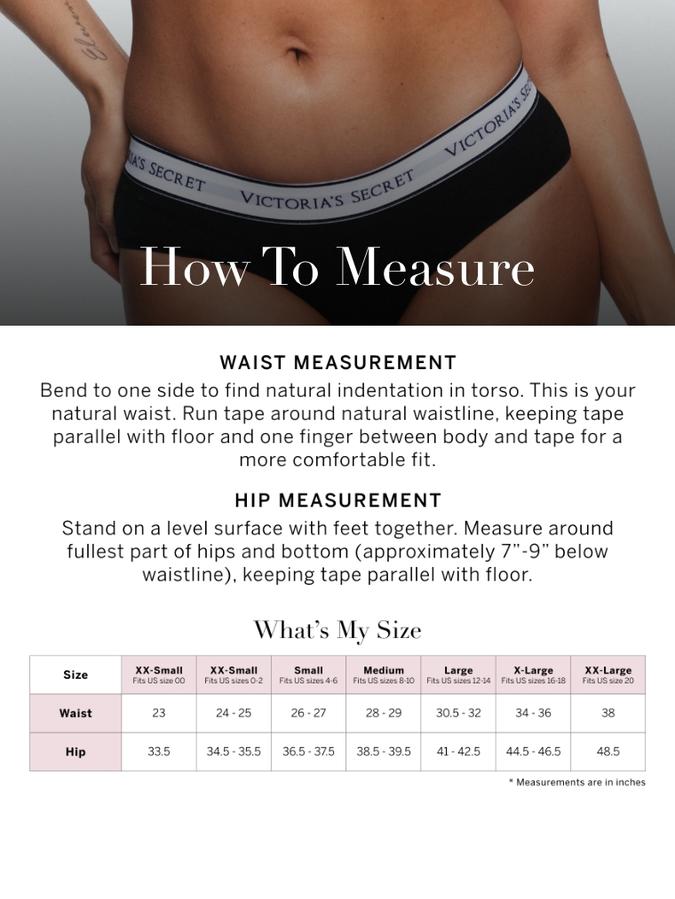 VICTORIA'S SECRET
VICTORIA'S SECRET
How To Measure
WAIST MEASUREMENT
Bend to one side to find natural indentation in torso. This is your
natural waist. Run tape around natural waistline, keeping tape
parallel with floor and one finger between body and tape for a
more comfortable fit.
HIP MEASUREMENT
Stand on a level surface with feet together. Measure around
fullest part of hips and bottom (approximately 7”-9” below
waistline), keeping tape parallel with floor.
What’s My Size
Size XX-Small XX-Small Small Medium Large X-Large XX-Large
Fits US size 00 Fits US sizes 0-2 Fits US sizes 4-6 Fits US sizes 8-10 Fits US sizes 12-14 Fits US sizes 16-18 Fits US size 20
Waist 23 24 - 25 26 - 27 28 - 29 30.5 - 32 34 - 36 38
Hip 33.5 34.5 - 35.5 36.5 - 37.5 38.5 - 39.5 41 - 42.5 44.5 - 46.5 48.5
* Measurements are in inches